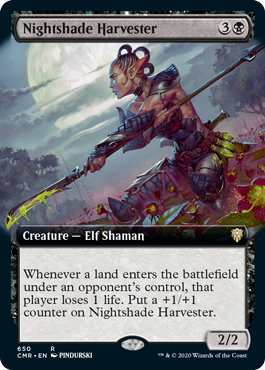 Nightshade Harvester 3
Creature — Elf Shaman
Whenever a land enters the battlefield
under an opponent's control, that
player loses 1 life. Put a +1/+1
counter on Nightshade Harvester.
2/2
650 R
CMR • EN PINDURSKI
™ & © 2020 Wizards of the Coast